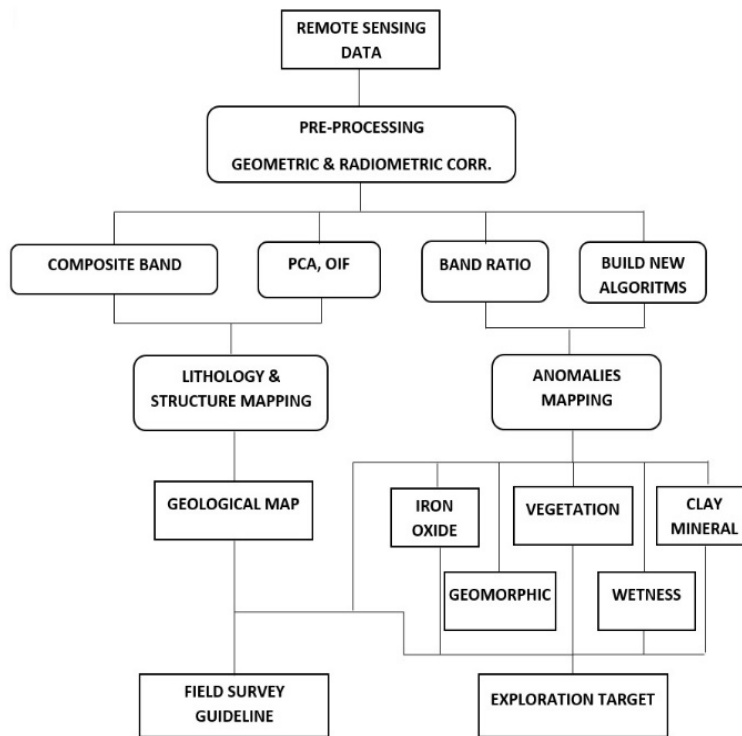 REMOTE SENSING
DATA
PRE-PROCESSING
GEOMETRIC & RADIOMETRIC CORR.
COMPOSITE BAND
PCA, OIF
BAND RATIO
BUILD NEW
ALGORITMS
LITHOLOGY &
STRUCTURE MAPPING
ANOMALIES
MAPPING
GEOLOGICAL MAP
IRON
OXIDE
VEGETATION
CLAY
MINERAL
GEOMORPHIC
WETNESS
FIELD SURVEY
GUIDELINE
EXPLORATION TARGET